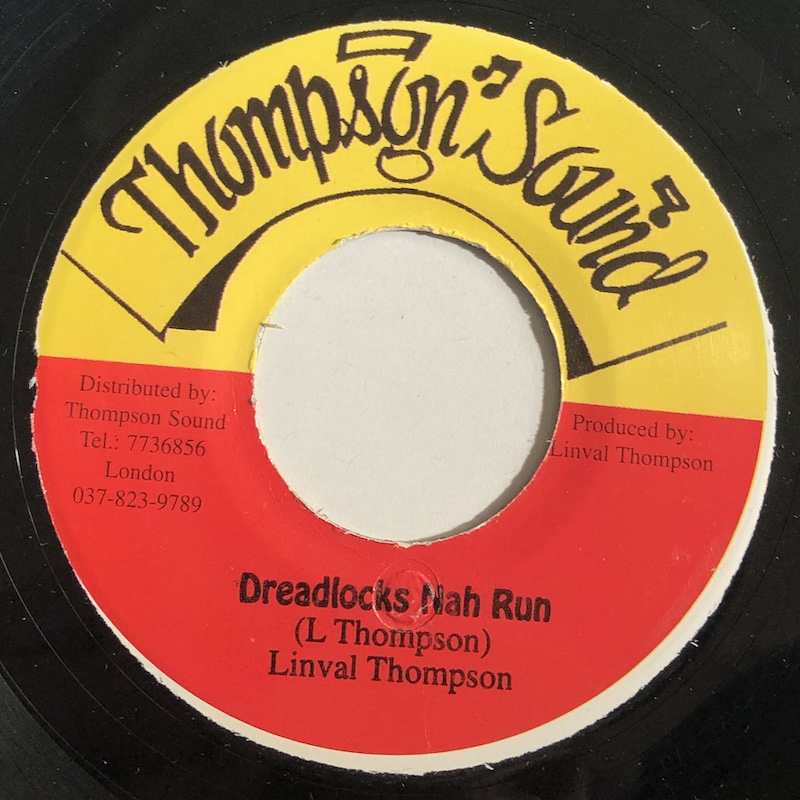 Thompson Sound
Distributed by:
Thompson Sound
Tel.: 7736856
London
037-823-9789
Produced by:
Linval Thompson
Dreadlocks Nah Run
(L Thompson)
Linval Thompson